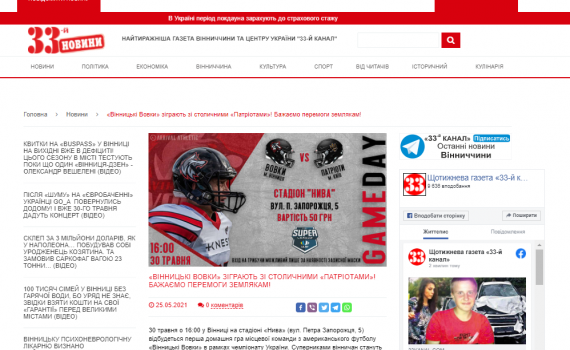 В Україні період локдауна зарахують до страхового стажу
33-й
НОВИНИ
НАЙТИРАЖНІША ГАЗЕТА ВІННИЧЧИНИ ТА ЦЕНТРУ УКРАЇНИ "33-Й КАНАЛ"
НОВИНИ
ПОЛІТИКА
ЕКОНОМІКА
ВІННИЧЧИНА
КУЛЬТУРА
СПОРТ
ВІД ЧИТАЧІВ
ІСТОРИЧНИЙ
КУЛІНАРІЯ
Головна › Новини › «Вінницькі Вовки» зіграють зі столичними «Патріотами»! Бажаємо перемоги землякам!
КВИТКИ НА «BUSPASS» У ВІННИЦІ
НА ВИХІДНІ ВЖЕ В ДЕФІЦИТІ!
ЦЬОГО СЕЗОНУ В МІСТІ ТЕСТУЮТЬ
ПОКИ ЩО ОДИН «ВІННИЦЯ-ДЗЕН» -
ОЛЕКСАНДР ВЕШЕЛЕНІ (ВІДЕО)
ПІСЛЯ «ШУМУ» НА «ЄВРОБАЧЕННІ»
УКРАЇНЦІ GO_A ПОВЕРНУЛИСЬ
ДОДОМУ! І ВЖЕ 30-ГО ТРАВНЯ
ДАДУТЬ КОНЦЕРТ (ВІДЕО)
СКЛЕП ЗА 3 МІЛЬЙОНИ ДОЛАРІВ, ЯК
У НАПОЛЕОНА... ПОБУДУВАВ СОБІ
УРОДЖЕНЕЦЬ КОЗЯТИНА. ТА
ЗАМОВИВ САРКОФАГ ВАГОЮ 23
ТОННИ... (ВІДЕО)
100 ТИСЯЧ СІМЕЙ У ВІННИЦІ БЕЗ
ГАРЯЧОЇ ВОДИ, БО УРЯД НЕ ЗНАЄ,
ЗВІДКИ ВЗЯТИ КОШТИ НА СВОЇ
«ГАРАНТІЇ» ПЕРЕД ВЕЛИКИМИ
МІСТАМИ (ВІДЕО)
ВІННИЦЬКУ ПСИХОНЕВРОЛОГІЧНУ
ЛІКАРНЮ ВИЗНАНО
ВОВКИ
VS
ПАТРІОТИ
СТАДІОН "НИВА"
ВУЛ. П. ЗАПОРОЖЦЯ, 5
ВАРТІСТЬ 50 ГРН
SUPER
16:00
30 ТРАВНЯ
GAMEDAY
«ВІННИЦЬКІ ВОВКИ» ЗІГРАЮТЬ ЗІ СТОЛИЧНИМИ «ПАТРІОТАМИ»!
БАЖАЄМО ПЕРЕМОГИ ЗЕМЛЯКАМ!
25.05.2021
0 коментарів
30 травня о 16:00 у Вінниці на стадіоні «Нива» (вул. Петра Запорожця, 5)
відбудеться перша домашня гра місцевої команди з американського футболу
«Вінницькі Вовки» в рамках чемпіонату України. Суперниками вінничан стануть
«33-й КАНАЛ» Підписатись
Останні новини
Вінниччини
Щотижнева газета «33-й к...
9 836 вподобання
Вподобати сторінку
Поширити
Життєпис
Повідомлення
Щотижнева газета «33-й
канал»